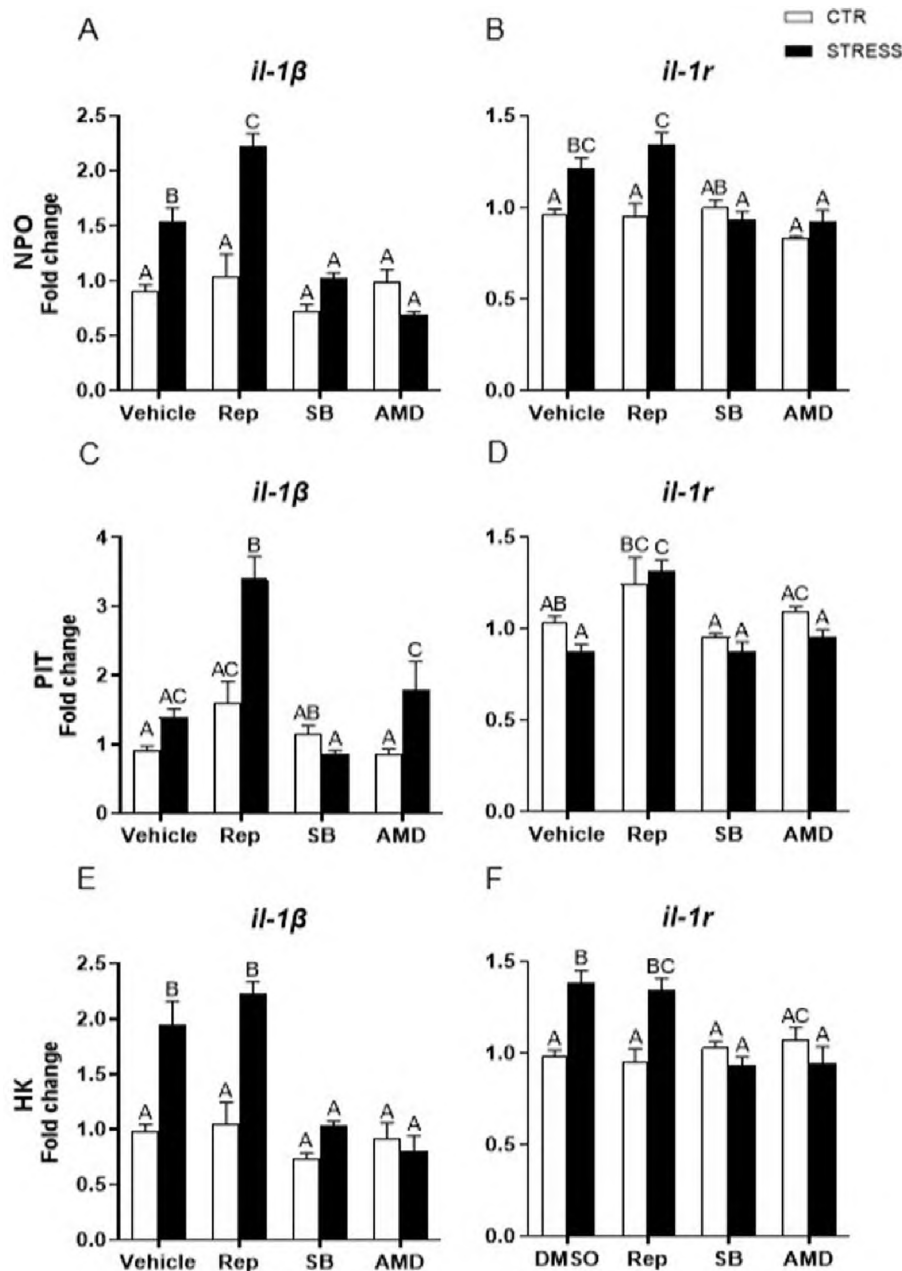 CTR
STRESS
A
il-1β
NPO
Fold change
2.5
2.0
1.5
1.0
0.5
0.0
A B A C A A A A
Vehicle Rep SB AMD
B
il-1r
1.5
1.0
0.5
0.0
A BC A C AB A A A
Vehicle Rep SB AMD
C
il-1β
PIT
Fold change
4
3
2
1
0
A AC AC B AB A A C
Vehicle Rep SB AMD
D
il-1r
1.5
1.0
0.5
0.0
AB A BC C A A AC A
Vehicle Rep SB AMD
E
il-1β
HK
Fold change
2.5
2.0
1.5
1.0
0.5
0.0
A B A B A A A A
Vehicle Rep SB AMD
F
il-1r
1.5
1.0
0.5
0.0
A B A BC A A AC A
DMSO Rep SB AMD